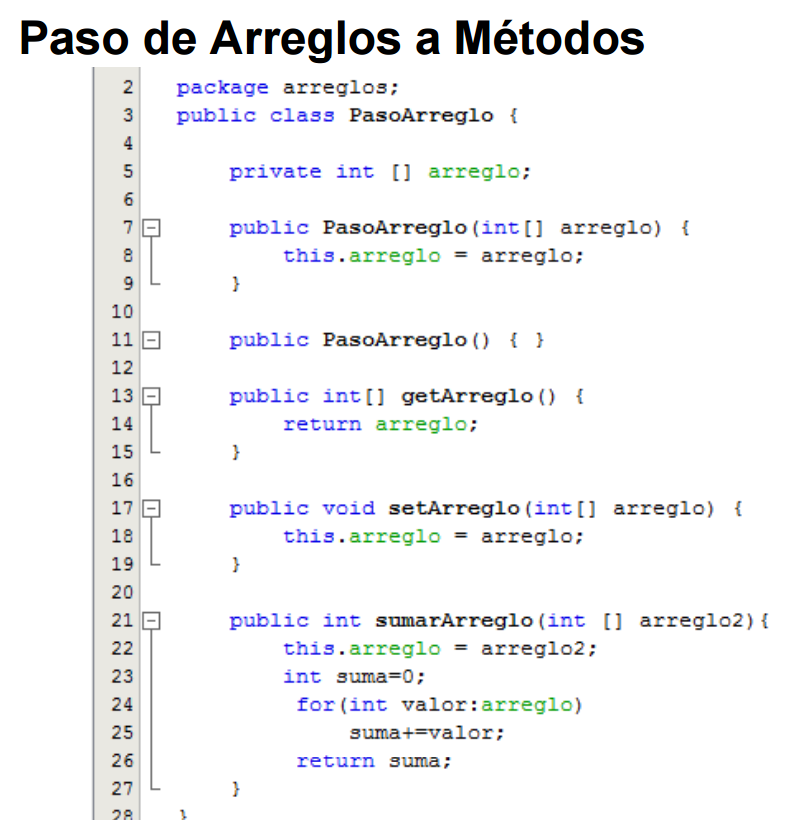 Paso de Arreglos a Métodos
2 package arreglos;
3 public class PasoArreglo {
4
5 private int [] arreglo;
6
7 public PasoArreglo(int[] arreglo) {
8 this.arreglo = arreglo;
9 }
10
11 public PasoArreglo() { }
12
13 public int[] getArreglo() {
14 return arreglo;
15 }
16
17 public void setArreglo(int[] arreglo) {
18 this.arreglo = arreglo;
19 }
20
21 public int sumarArreglo(int [] arreglo2){
22 this.arreglo = arreglo2;
23 int suma=0;
24 for(int valor:arreglo)
25 suma+=valor;
26 return suma;
27 }
28 }